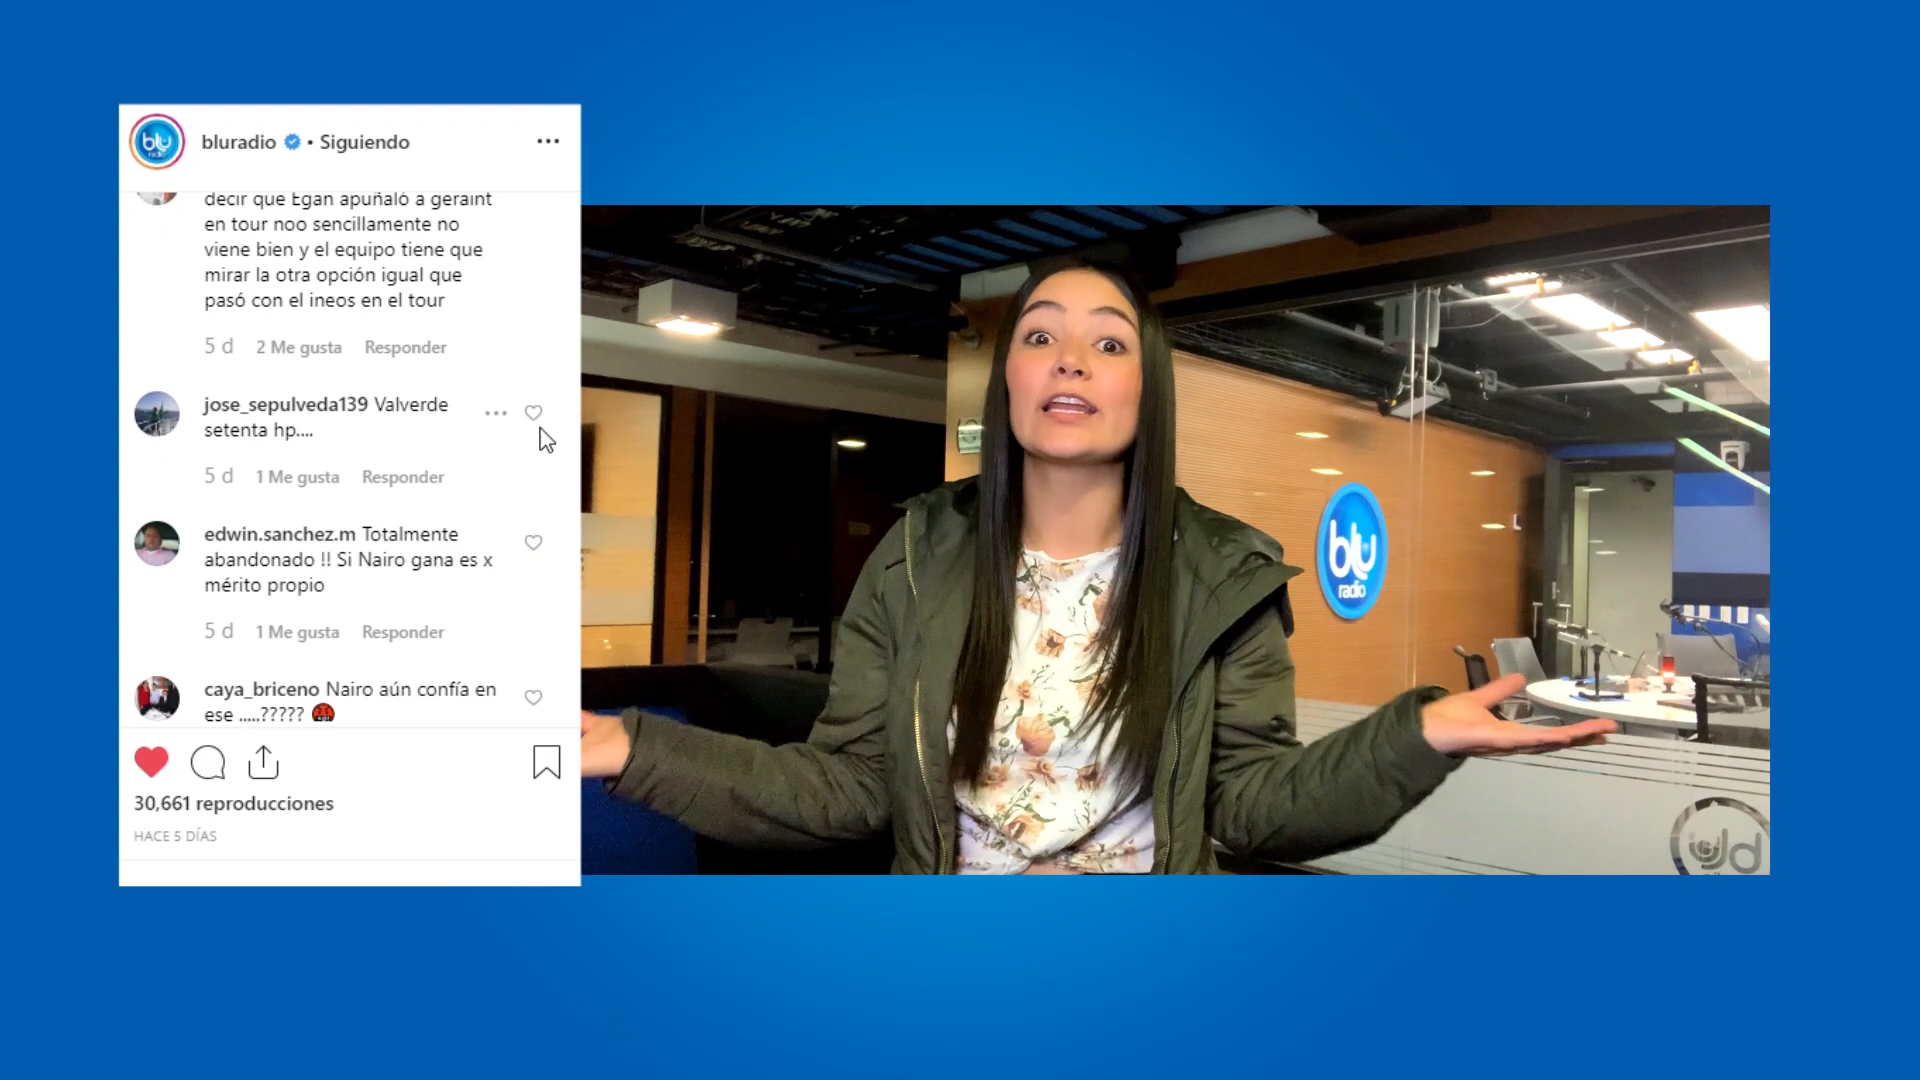 blu
radio
bluradio • Siguiendo
decir que Egan apuñaló a geraint
en tour noo sencillamente no
viene bien y el equipo tiene que
mirar la otra opción igual que
pasó con el ineos en el tour
5 d 2 Me gusta Responder
jose_sepulveda139 Valverde
setenta hp....
5 d 1 Me gusta Responder
edwin.sanchez.m Totalmente
abandonado !! Si Nairo gana es x
mérito propio
5 d 1 Me gusta Responder
caya_briceno Nairo aún confía en
ese .....?????
30,661 reproducciones
HACE 5 DÍAS
blu
radio